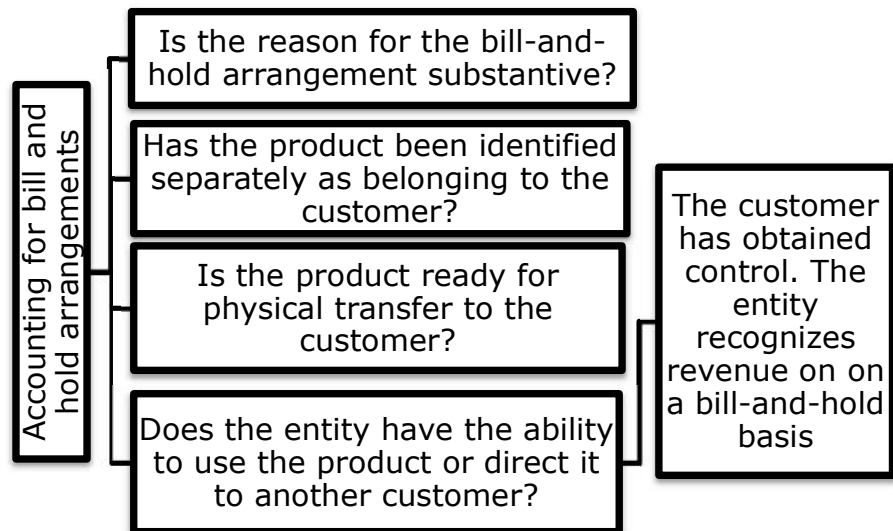 Accounting for bill and
hold arrangements
Is the reason for the bill-and-
hold arrangement substantive?
Has the product been identified
separately as belonging to the
customer?
Is the product ready for
physical transfer to the
customer?
Does the entity have the ability
to use the product or direct it
to another customer?
The customer
has obtained
control. The
entity
recognizes
revenue on on
a bill-and-hold
basis